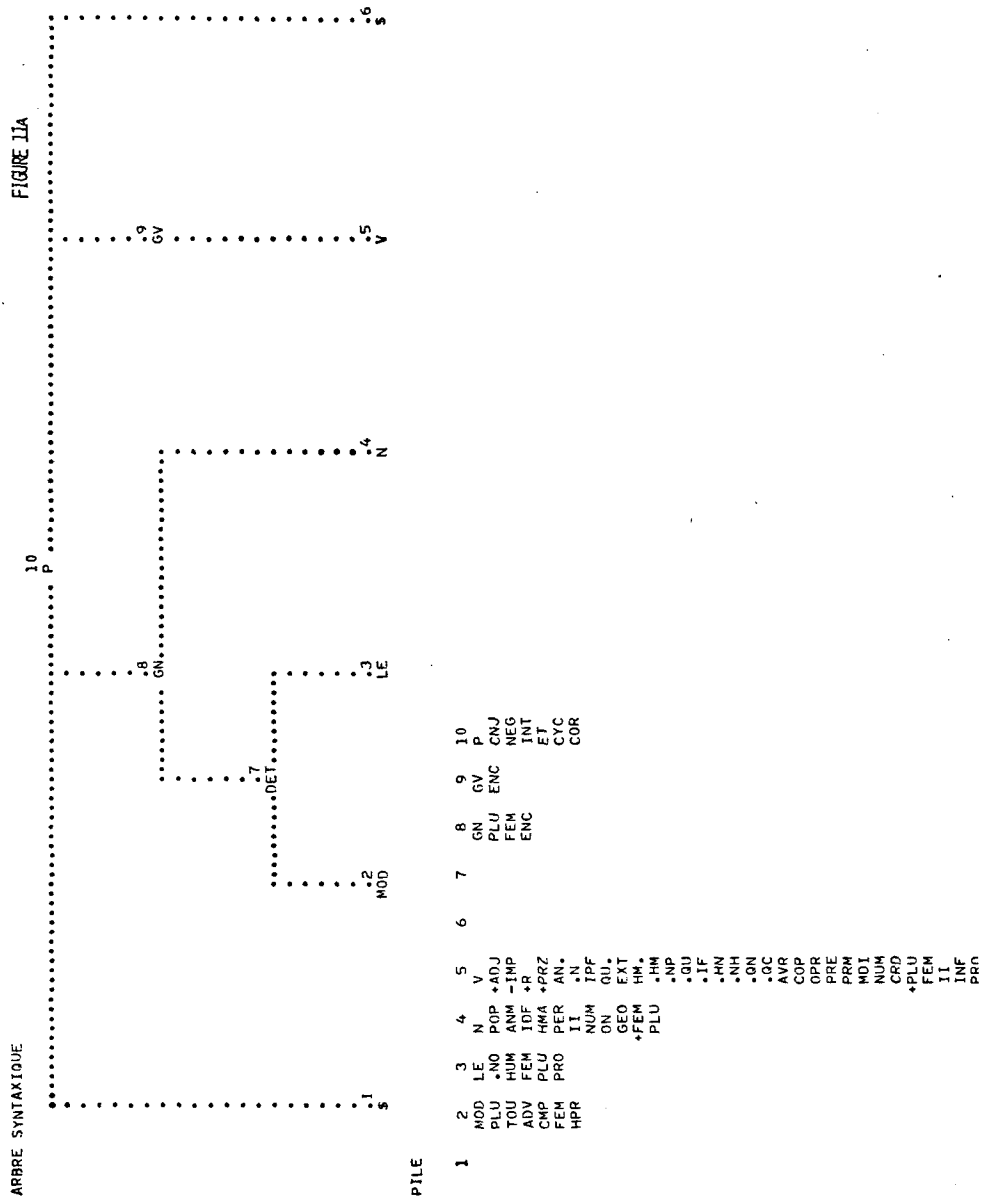 ARBRE SYNTAXIQUE FIGURE 11A
10
P
8 9
GN GV
7
DET
1 2 3 4 5 6
$ MOD LE N V $
PILE
1 2 3 4 5 6 7 8 9 10
MOD LE N V GN GV P
PLU .NO POP +ADJ PLU ENC CNJ
TOU HUM ANM -IMP FEM NEG
ADV FEM IDF +R ENC INT
CMP PLU HMA +PRZ ET
FEM PRO PER AN. CYC
HPR II .N COR
NUM IPF
ON QU.
GEO EXT
+FEM HM.
PLU .HM
.NP
.QU
.IF
.HN
.NH
.QN
.QC
AVR
COP
OPR
PRE
PRM
MDI
NUM
CRD
+PLU
FEM
II
INF
PRO